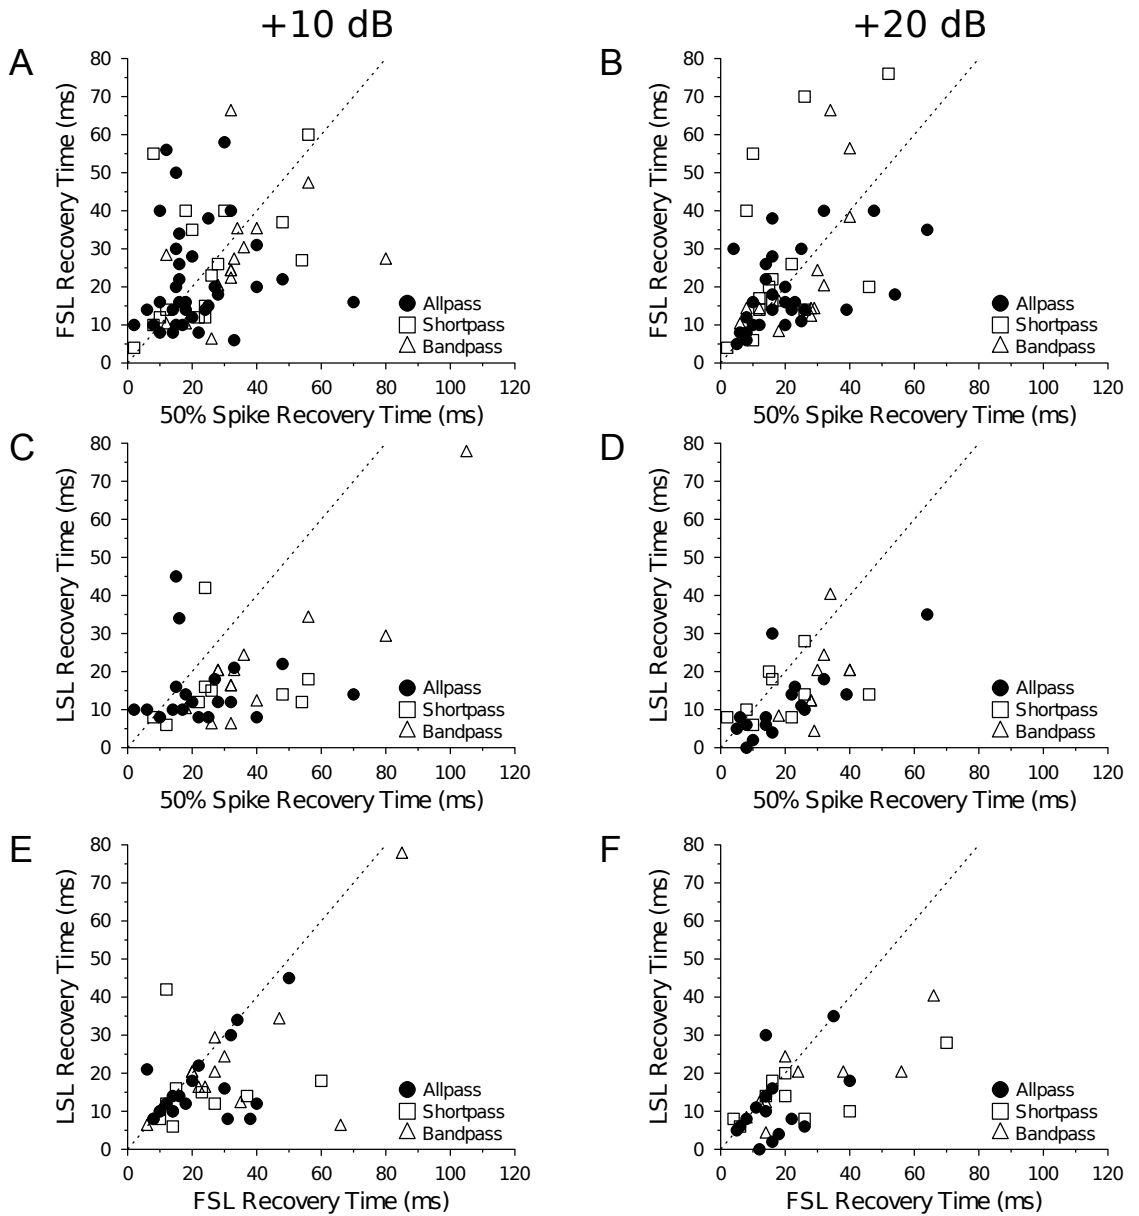 +10 dB
+20 dB
A
80
70
60
50
40
30
20
10
0
FSL Recovery Time (ms)
Allpass
Shortpass
Bandpass
0 20 40 60 80 100 120
50% Spike Recovery Time (ms)
B
80
70
60
50
40
30
20
10
0
FSL Recovery Time (ms)
Allpass
Shortpass
Bandpass
0 20 40 60 80 100 120
50% Spike Recovery Time (ms)
C
80
70
60
50
40
30
20
10
0
LSL Recovery Time (ms)
Allpass
Shortpass
Bandpass
0 20 40 60 80 100 120
50% Spike Recovery Time (ms)
D
80
70
60
50
40
30
20
10
0
LSL Recovery Time (ms)
Allpass
Shortpass
Bandpass
0 20 40 60 80 100 120
50% Spike Recovery Time (ms)
E
80
70
60
50
40
30
20
10
0
LSL Recovery Time (ms)
Allpass
Shortpass
Bandpass
0 20 40 60 80 100 120
FSL Recovery Time (ms)
F
80
70
60
50
40
30
20
10
0
LSL Recovery Time (ms)
Allpass
Shortpass
Bandpass
0 20 40 60 80 100 120
FSL Recovery Time (ms)